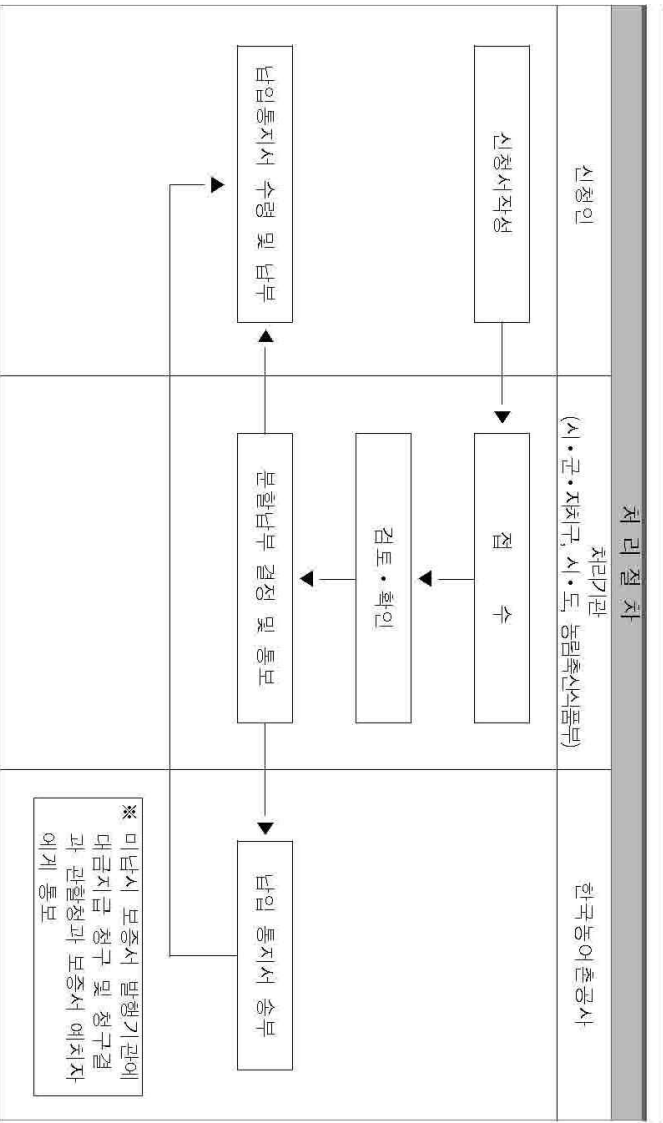 처 리 절 차
신청인
처리기관
(시·군·자치구, 시·도, 농림축산식품부)
한국농어촌공사
신청서작성
접 수
검토·확인
납입통지서 수령 및 납부
분할납부 결정 및 통보
납입 통지서 송부
※ 미납시 보증서 발행기관에
대금지급 청구 및 청구결
과 관할청과 보증서 예치자
에게 통보